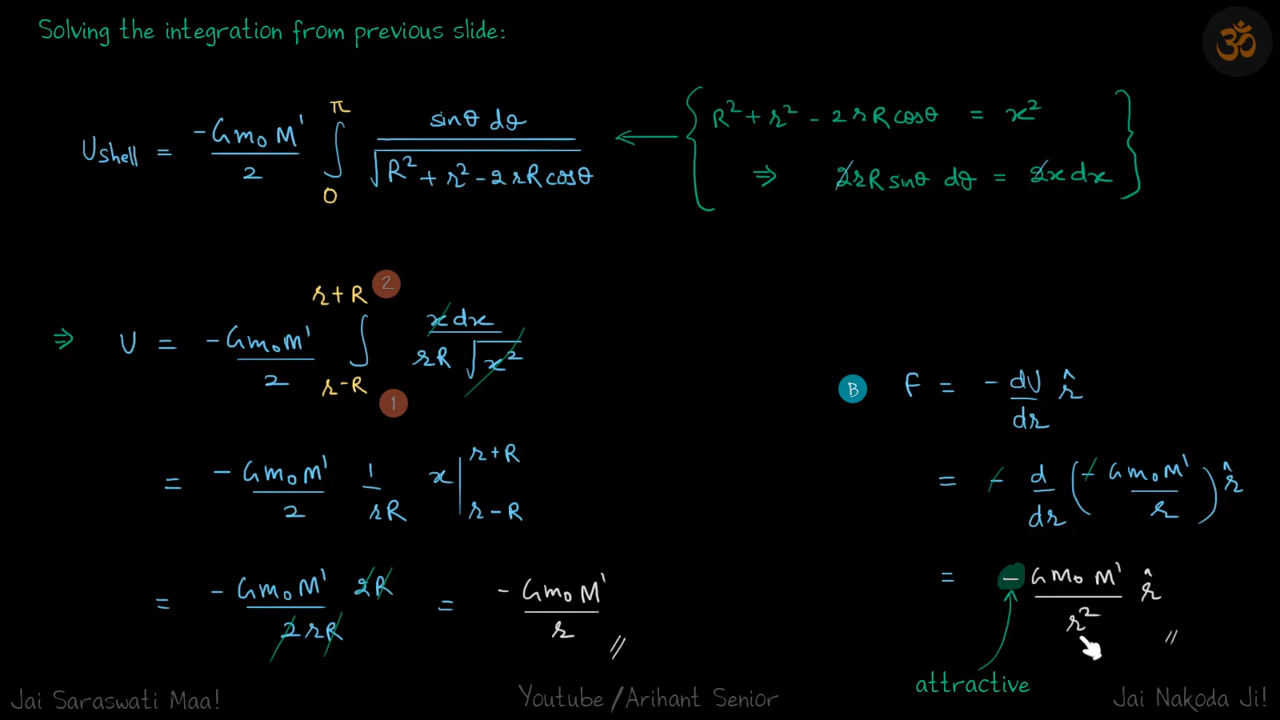 Solving the integration from previous slide:
ॐ
U_shell = -Gm₀M'/2 ∫₀^π sinθ dθ / √(R² + r² - 2rR cosθ) ← { R² + r² - 2rR cosθ = x²
⇒ 2rR sinθ dθ = 2x dx }
⇒ U = -Gm₀M'/2 ∫_{r-R}^{r+R} x dx / (rR √x²)
2
1
= -Gm₀M'/2 1/rR x |_{r-R}^{r+R}
= -Gm₀M' 2R / 2rR = -Gm₀M'/r //
B F = - dU/dr r̂
= - d/dr ( - Gm₀M'/r ) r̂
= - Gm₀M'/r² r̂ //
attractive
Jai Saraswati Maa!
Youtube /Arihant Senior
Jai Nakoda Ji!